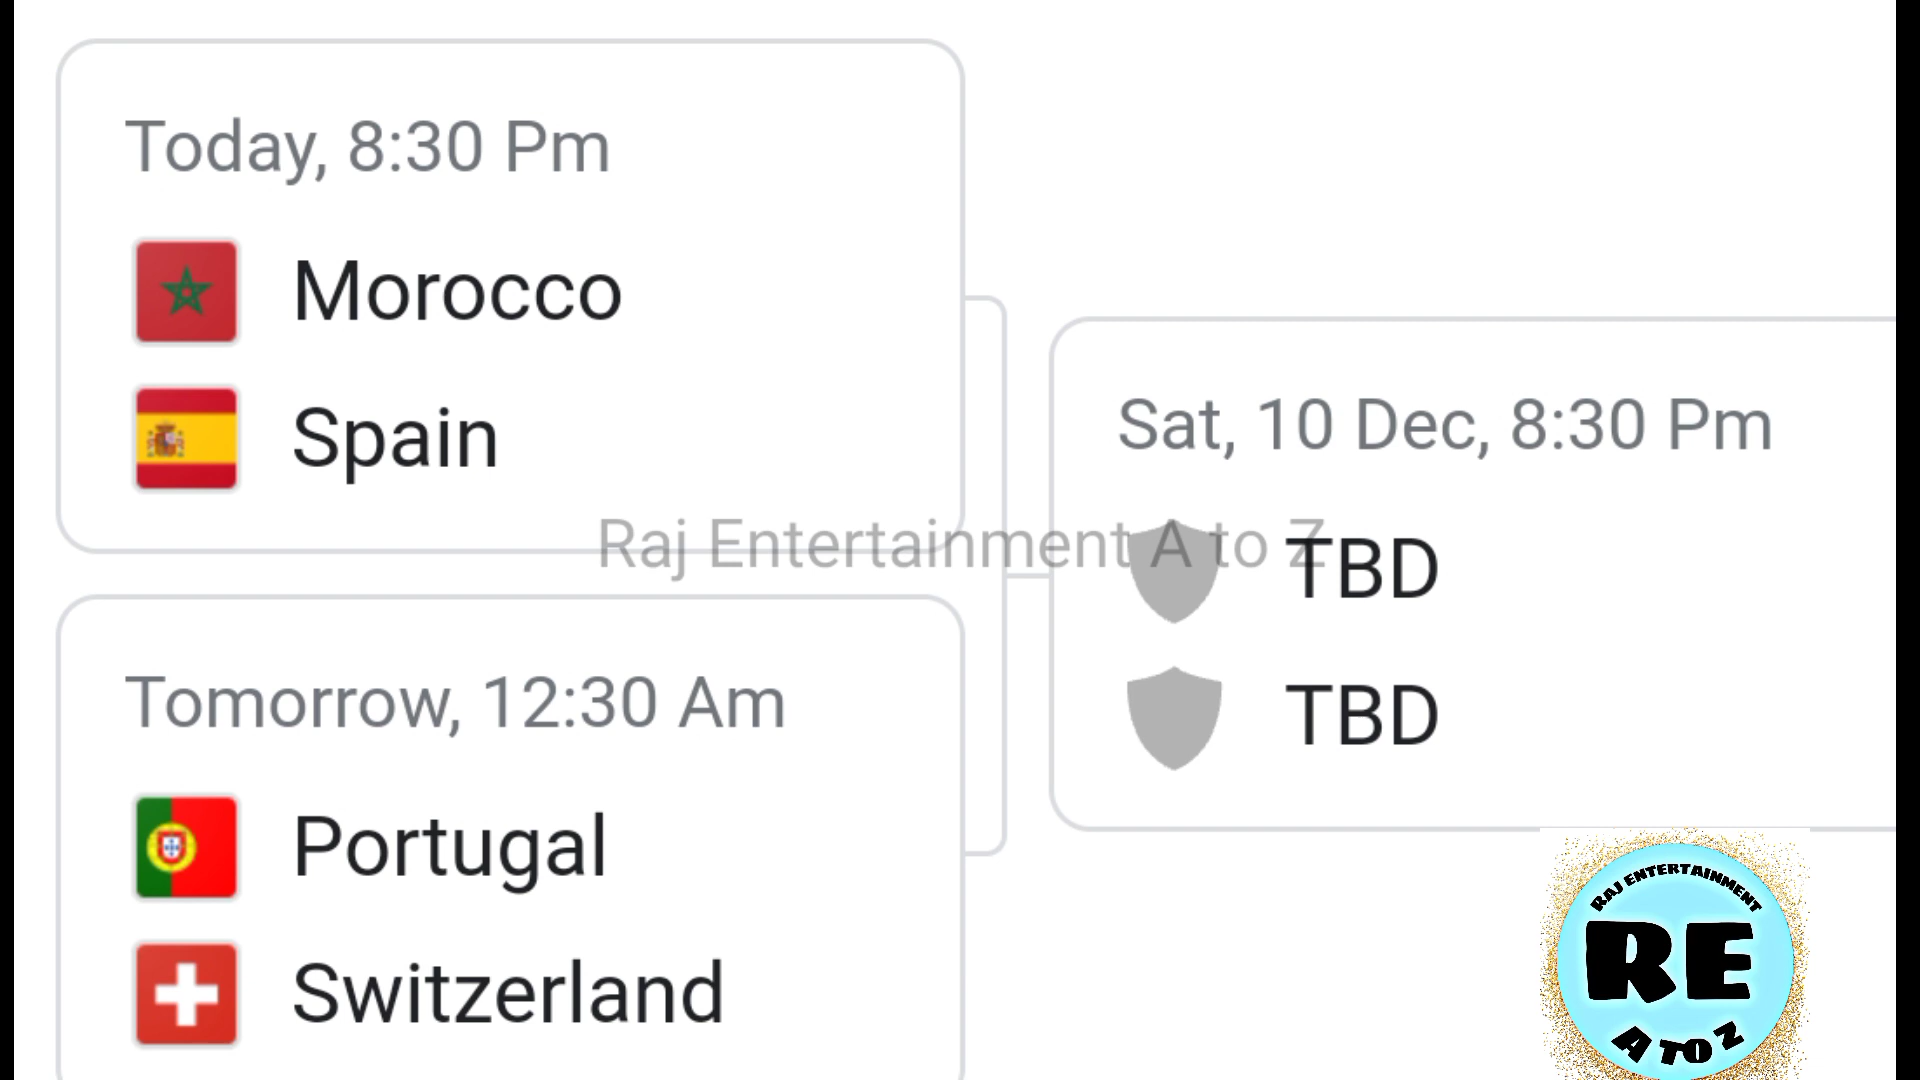 Today, 8:30 Pm
Morocco
Spain
Tomorrow, 12:30 Am
Portugal
Switzerland
Sat, 10 Dec, 8:30 Pm
TBD
TBD
Raj Entertainment A to Z
RAJ ENTERTAINMENT
RE
A TO Z